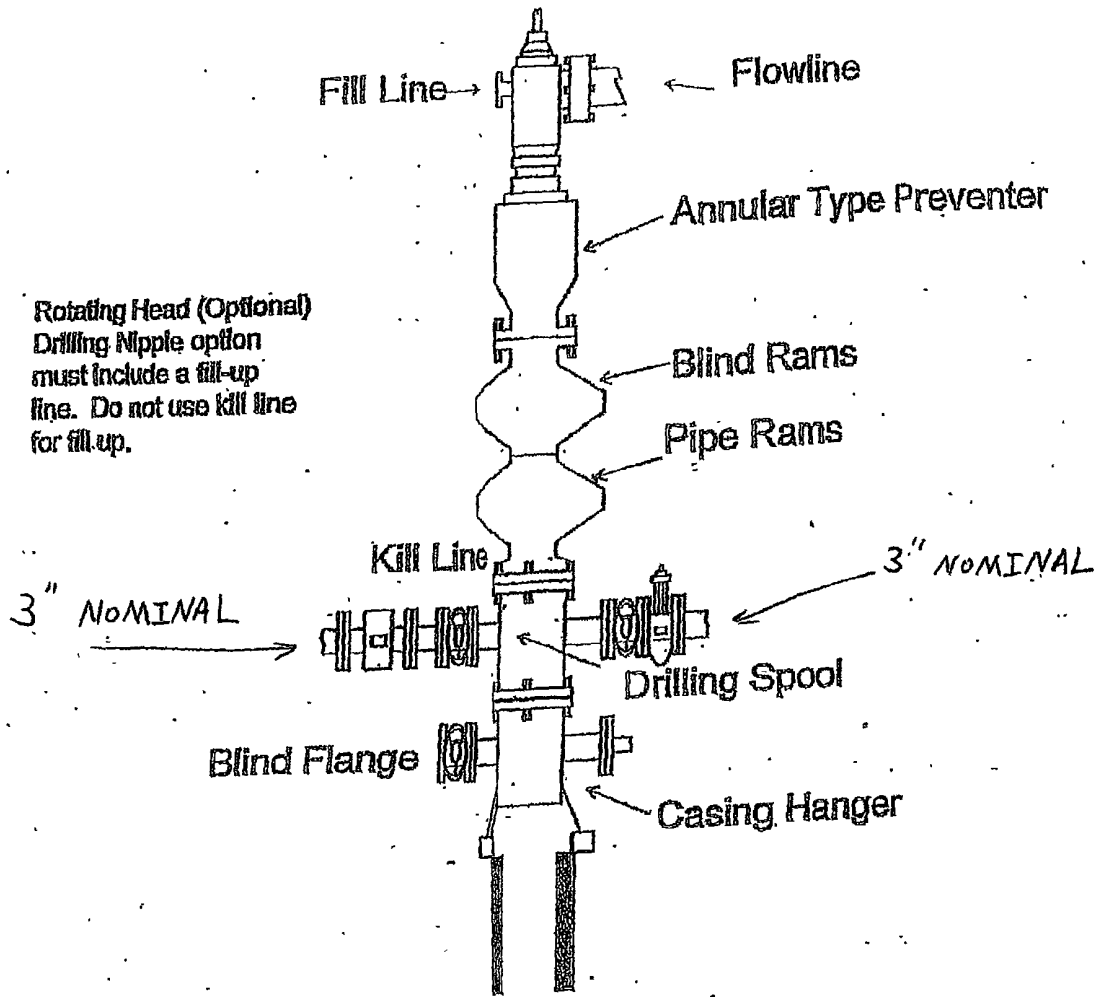 Fill Line
Flowline
Annular Type Preventer
Rotating Head (Optional)
Drilling Nipple option
must include a fill-up
line. Do not use kill line
for fill-up.
Blind Rams
Pipe Rams
Kill Line
3" NOMINAL
3" NOMINAL
Drilling Spool
Blind Flange
Casing Hanger